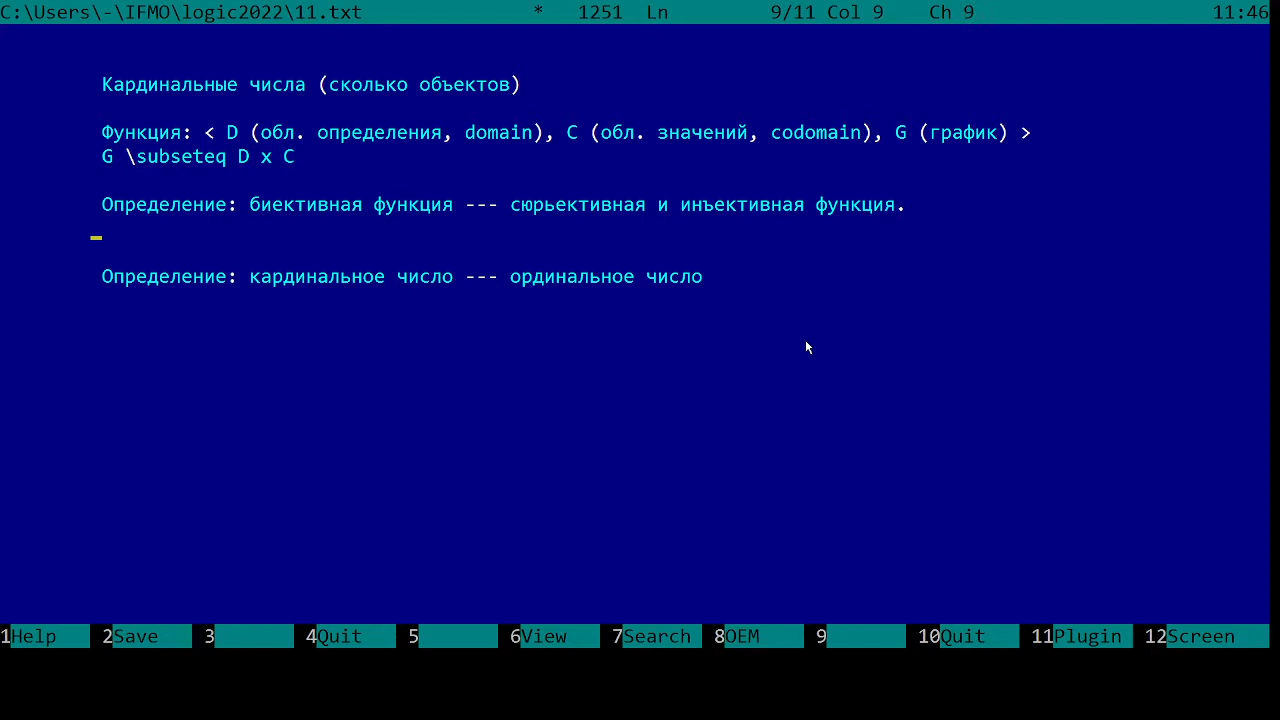 C:\Users\-\IFMO\logic2022\11.txt * 1251 Ln 9/11 Col 9 Ch 9 11:46
Кардинальные числа (сколько объектов)
Функция: < D (обл. определения, domain), C (обл. значений, codomain), G (график) >
G \subseteq D x C
Определение: биективная функция --- сюрьективная и инъективная функция.
Определение: кардинальное число --- ординальное число
1Help 2Save 3 4Quit 5 6View 7Search 8OEM 9 10Quit 11Plugin 12Screen